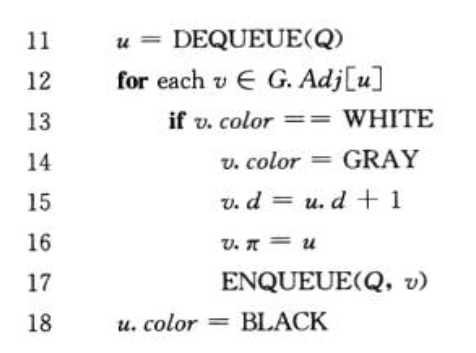 11 u = DEQUEUE(Q)
12 for each v ∈ G. Adj[u]
13 if v. color == WHITE
14 v. color = GRAY
15 v. d = u. d + 1
16 v. π = u
17 ENQUEUE(Q, v)
18 u. color = BLACK